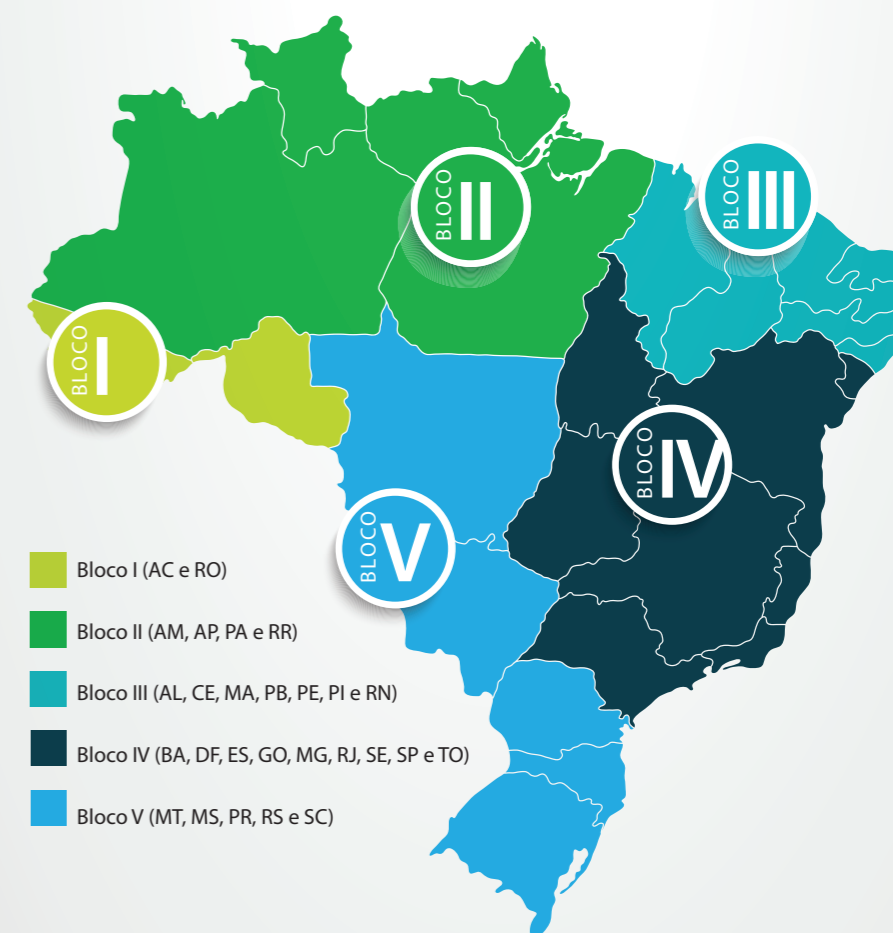 BLOCO II
BLOCO III
BLOCO I
BLOCO IV
BLOCO V
Bloco I (AC e RO)
Bloco II (AM, AP, PA e RR)
Bloco III (AL, CE, MA, PB, PE, PI e RN)
Bloco IV (BA, DF, ES, GO, MG, RJ, SE, SP e TO)
Bloco V (MT, MS, PR, RS e SC)